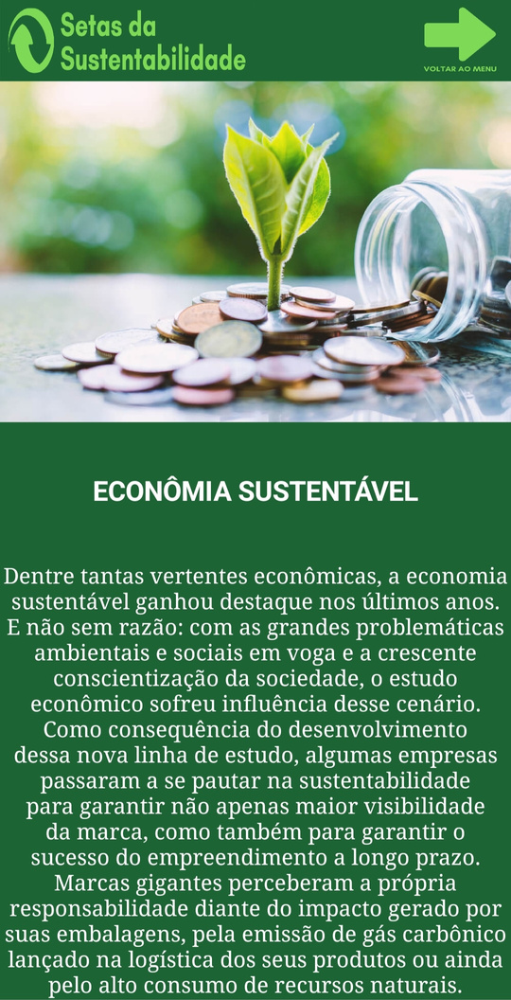 Setas da
Sustentabilidade
VOLTAR AO MENU
ECONÔMIA SUSTENTÁVEL
Dentre tantas vertentes econômicas, a economia
sustentável ganhou destaque nos últimos anos.
E não sem razão: com as grandes problemáticas
ambientais e sociais em voga e a crescente
conscientização da sociedade, o estudo
econômico sofreu influência desse cenário.
Como consequência do desenvolvimento
dessa nova linha de estudo, algumas empresas
passaram a se pautar na sustentabilidade
para garantir não apenas maior visibilidade
da marca, como também para garantir o
sucesso do empreendimento a longo prazo.
Marcas gigantes perceberam a própria
responsabilidade diante do impacto gerado por
suas embalagens, pela emissão de gás carbônico
lançado na logística dos seus produtos ou ainda
pelo alto consumo de recursos naturais.